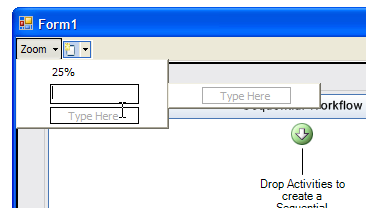 Form1
Zoom
25%
Type Here
Type Here
Sequential Workflow
Drop Activities to
create a
Sequential